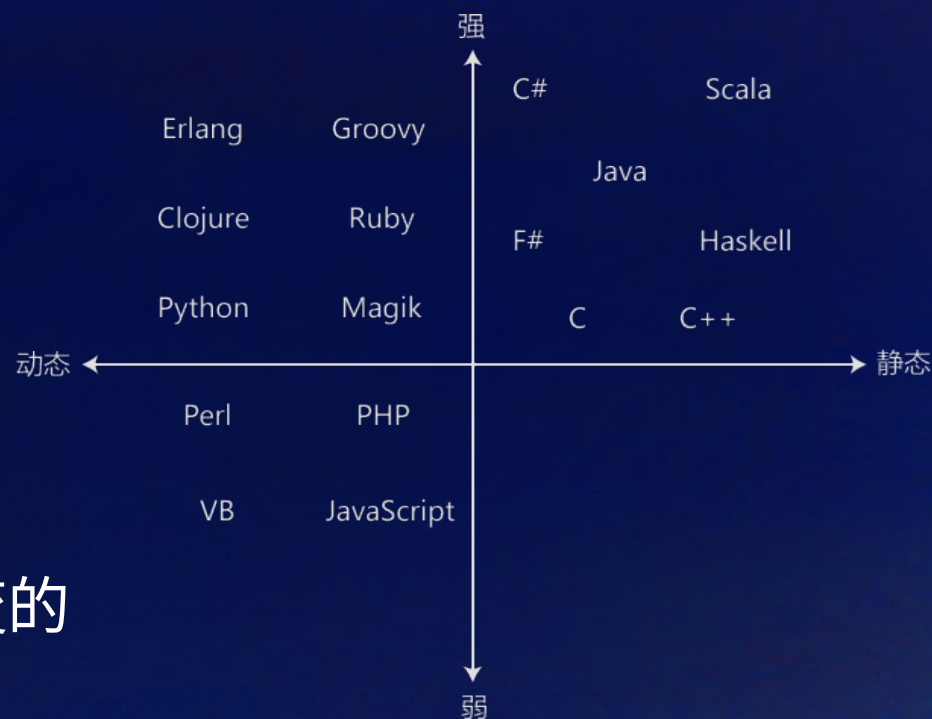 强
C# Scala
Erlang Groovy
Java
Clojure Ruby
F# Haskell
Python Magik
C C++
动态 静态
Perl PHP
VB JavaScript
的
弱